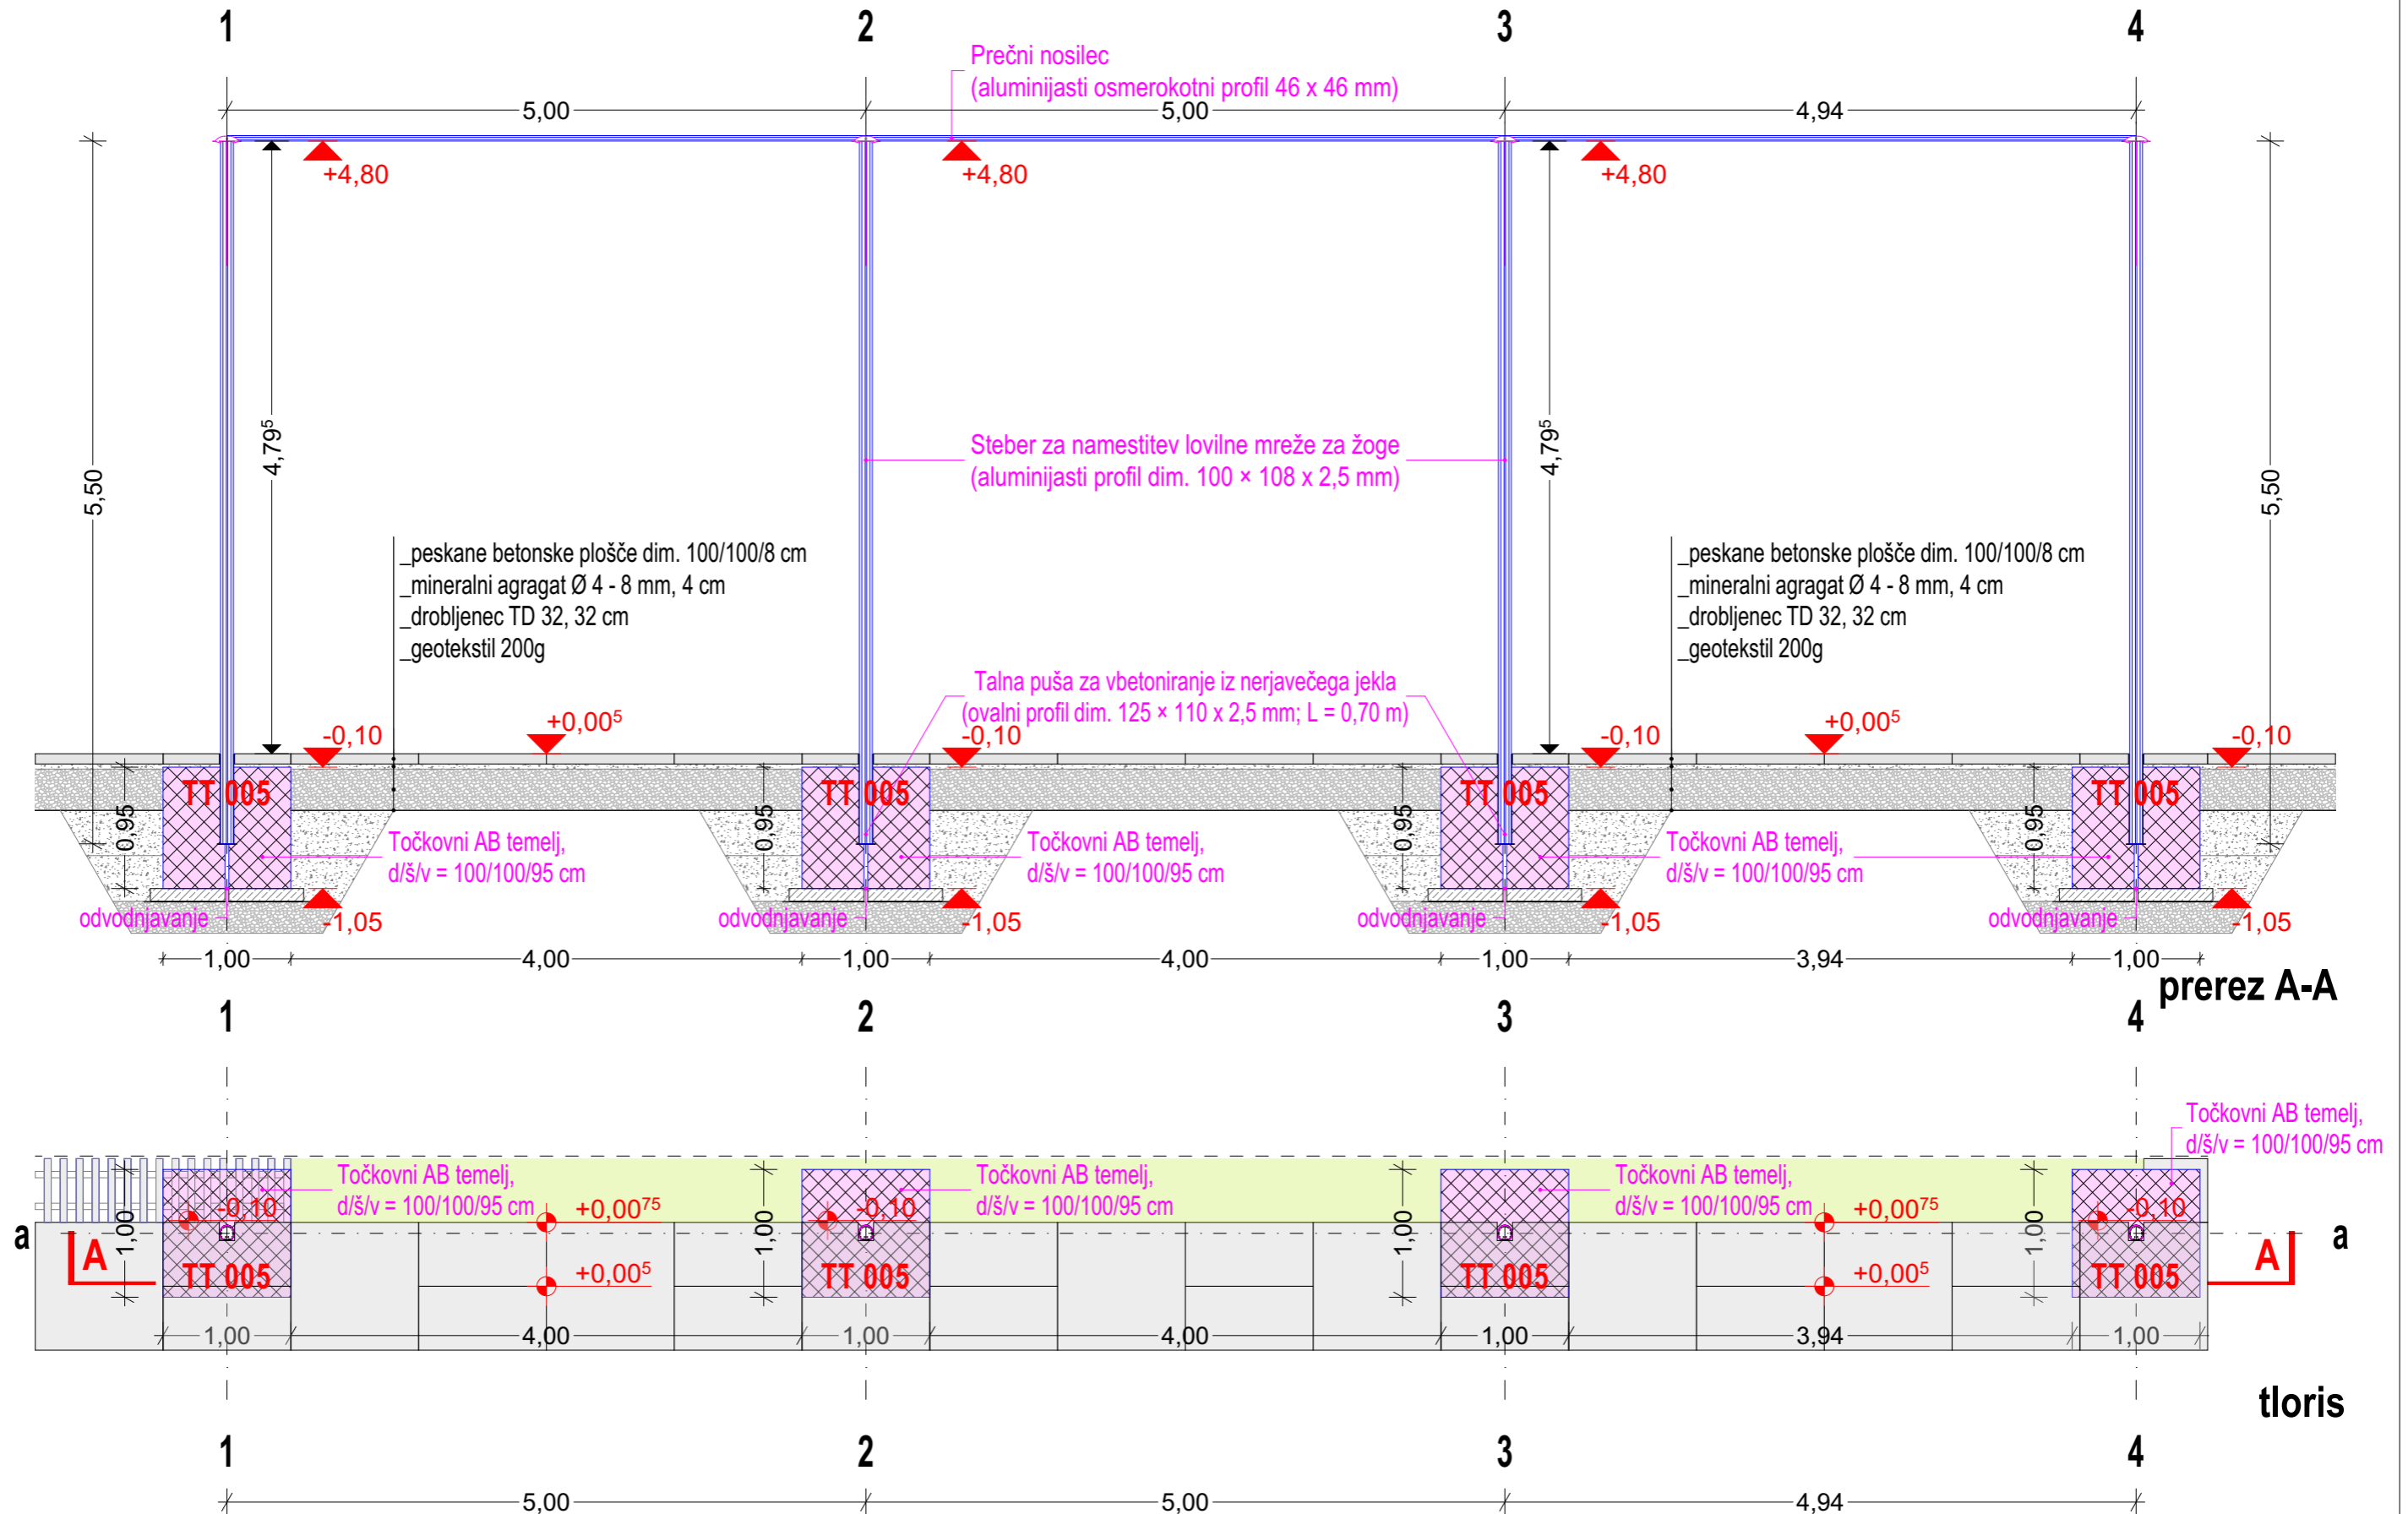 1 2 3 4
Prečni nosilec
(aluminijasti osmerokotni profil 46 x 46 mm)
5,00 5,00 4,94
+4,80 +4,80 +4,80
5,50 4,79⁵ 4,79⁵ 5,50
Steber za namestitev lovilne mreže za žoge
(aluminijasti profil dim. 100 × 108 x 2,5 mm)
_peskane betonske plošče dim. 100/100/8 cm
_mineralni agragat Ø 4 - 8 mm, 4 cm
_drobljenec TD 32, 32 cm
_geotekstil 200g
_peskane betonske plošče dim. 100/100/8 cm
_mineralni agragat Ø 4 - 8 mm, 4 cm
_drobljenec TD 32, 32 cm
_geotekstil 200g
Talna puša za vbetoniranje iz nerjavečega jekla
(ovalni profil dim. 125 × 110 x 2,5 mm; L = 0,70 m)
-0,10 +0,00⁵ -0,10 -0,10 +0,00⁵ -0,10
TT 005 TT 005 TT 005 TT 005
0,95 0,95 0,95 0,95
Točkovni AB temelj,
d/š/v = 100/100/95 cm
Točkovni AB temelj,
d/š/v = 100/100/95 cm
Točkovni AB temelj,
d/š/v = 100/100/95 cm
odvodnjavanje -1,05 odvodnjavanje -1,05 odvodnjavanje -1,05 odvodnjavanje -1,05
1,00 4,00 1,00 4,00 1,00 3,94 1,00
prerez A-A
1 2 3 4
Točkovni AB temelj,
d/š/v = 100/100/95 cm
Točkovni AB temelj,
d/š/v = 100/100/95 cm
Točkovni AB temelj,
d/š/v = 100/100/95 cm
Točkovni AB temelj,
d/š/v = 100/100/95 cm
-0,10 +0,00⁷⁵ -0,10 +0,00⁷⁵ -0,10
1,00 1,00 1,00 1,00
a A A a
TT 005 +0,00⁵ TT 005 TT 005 +0,00⁵ TT 005
1,00 4,00 1,00 4,00 1,00 3,94 1,00
tloris
1 2 3 4
5,00 5,00 4,94